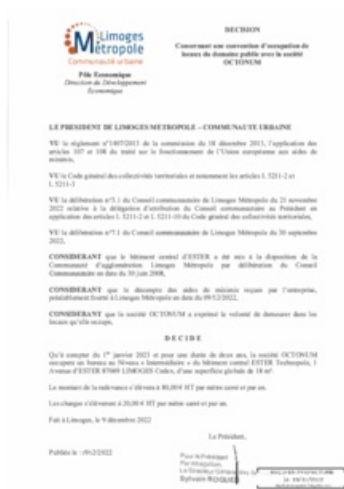 Limoges
Métropole
Communauté urbaine
Pôle Economique
Direction du Développement
Economique
DECISION
Concernant une convention d'occupation de
locaux du domaine public avec la société
OCTONUM
LE PRESIDENT DE LIMOGES METROPOLE – COMMUNAUTE URBAINE
VU le règlement n°1407/2013 de la commission du 18 décembre 2013, l'application des
articles 107 et 108 du traité sur le fonctionnement de l'Union européenne aux aides de
minimis,
VU le Code général des collectivités territoriales et notamment les articles L 5211-2 et
L 5211-3
VU la délibération n°3.1 du Conseil communautaire de Limoges Métropole du 21 novembre
2022 relative à la délégation d'attribution du Conseil communautaire au Président en
application des articles L 5211-2 et L 5211-10 du Code général des collectivités territoriales,
VU la délibération n°7.1 du Conseil communautaire de Limoges Métropole du 30 septembre
2022,
CONSIDERANT que le bâtiment central d'ESTER a été mis à la disposition de la
Communauté d'agglomération Limoges Métropole par délibération du Conseil
Communautaire en date du 30 juin 2008,
CONSIDERANT que le décompte des aides de minimis reçues par l'entreprise,
préalablement fourni à Limoges Métropole en date du 09/12/2022,
CONSIDERANT que la société OCTONUM a exprimé la volonté de demeurer dans les
locaux qu'elle occupe,
D E C I D E
Qu'à compter du 1er janvier 2023 et pour une durée de deux ans, la société OCTONUM
occupera un bureau au Niveau « Intermédiaire » du bâtiment central ESTER Technopole, 1
Avenue d'ESTER 87069 LIMOGES Cedex, d'une superficie globale de 18 m².
Le montant de la redevance s'élèvera à 80,00 € HT par mètre carré et par an.
Les charges s'élèveront à 20,00 € HT par mètre carré et par an.
Fait à Limoges, le 9 décembre 2022
Le Président,
Publiée le : /12/2022
Pour le Président
Par délégation,
Le Directeur Général
Sylvain ROQUES